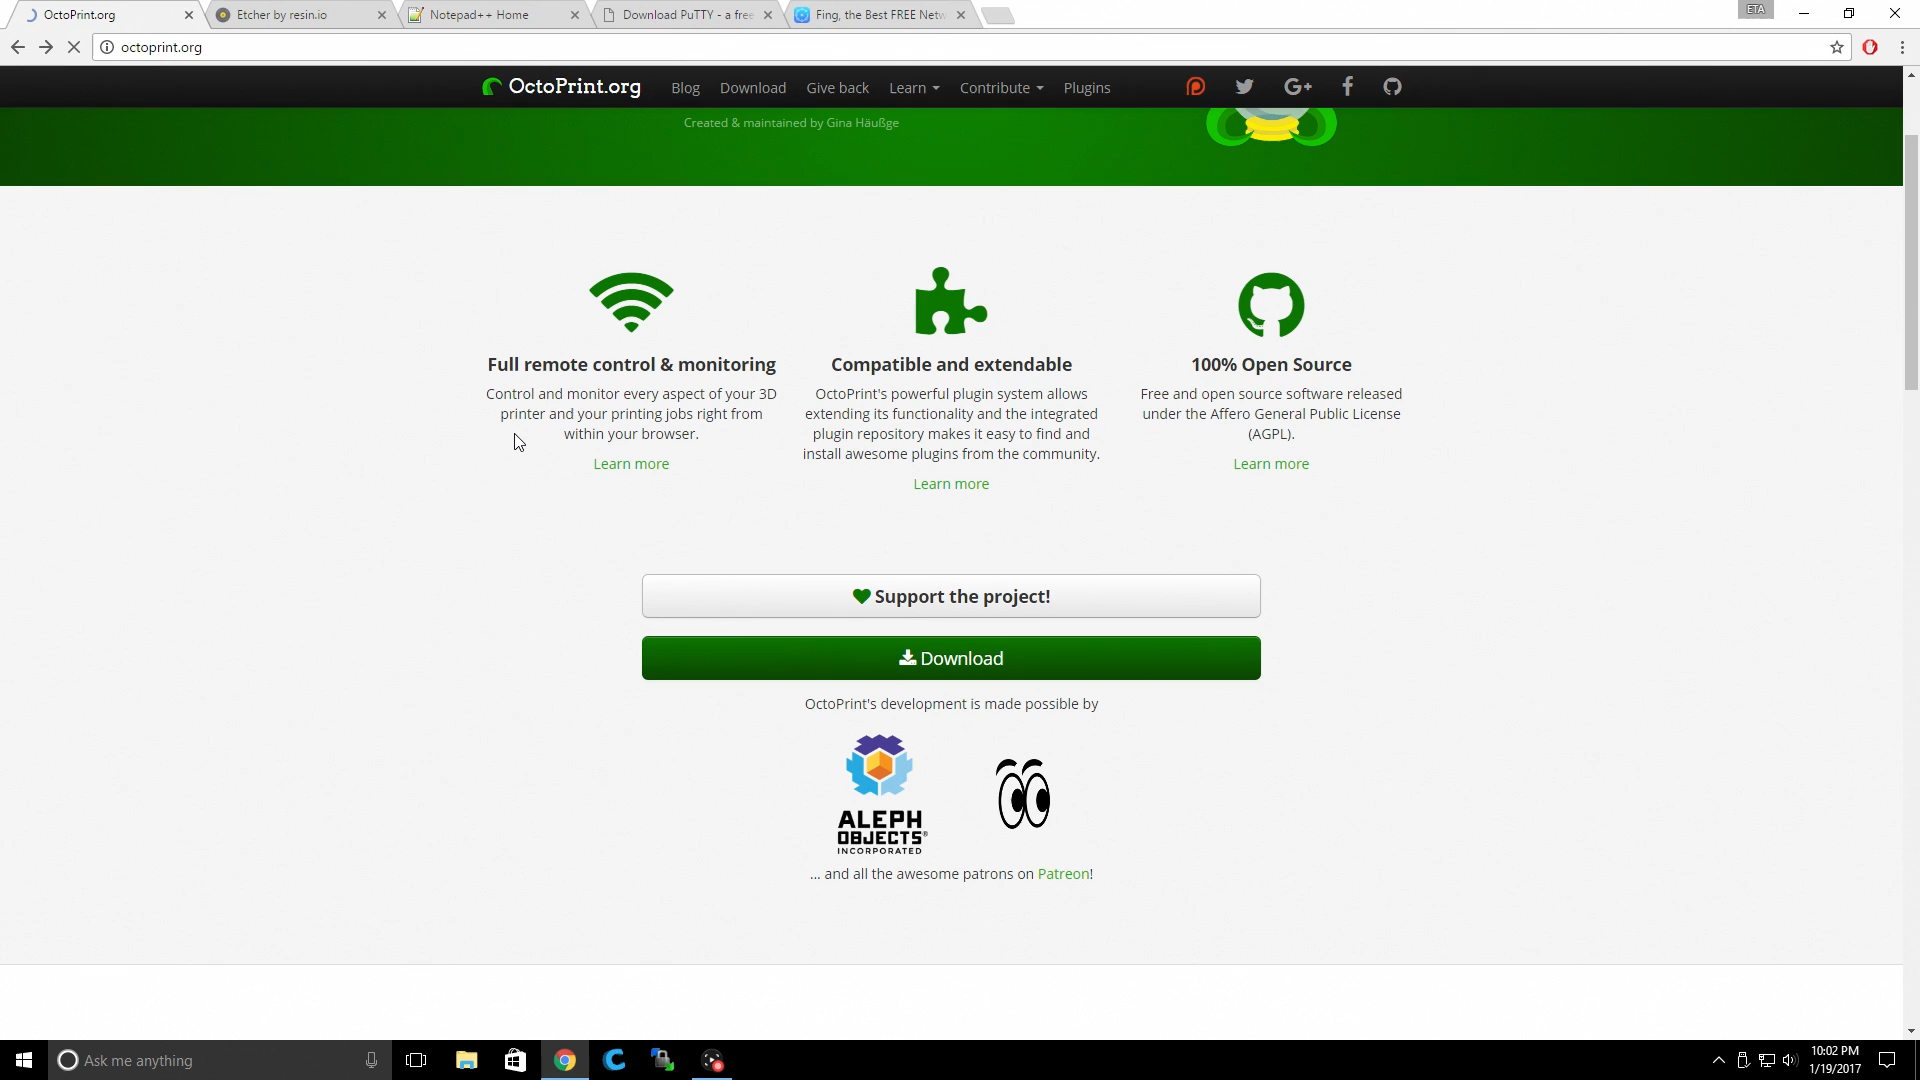 OctoPrint.org
Etcher by resin.io
Notepad++ Home
Download PuTTY - a free
Fing, the Best FREE Netw
ETA
octoprint.org
OctoPrint.org
Blog
Download
Give back
Learn
Contribute
Plugins
Created & maintained by Gina Häußge
Full remote control & monitoring
Control and monitor every aspect of your 3D
printer and your printing jobs right from
within your browser.
Learn more
Compatible and extendable
OctoPrint's powerful plugin system allows
extending its functionality and the integrated
plugin repository makes it easy to find and
install awesome plugins from the community.
Learn more
100% Open Source
Free and open source software released
under the Affero General Public License
(AGPL).
Learn more
Support the project!
Download
OctoPrint's development is made possible by
ALEPH
OBJECTS®
INCORPORATED
... and all the awesome patrons on Patreon!
Ask me anything
10:02 PM
1/19/2017